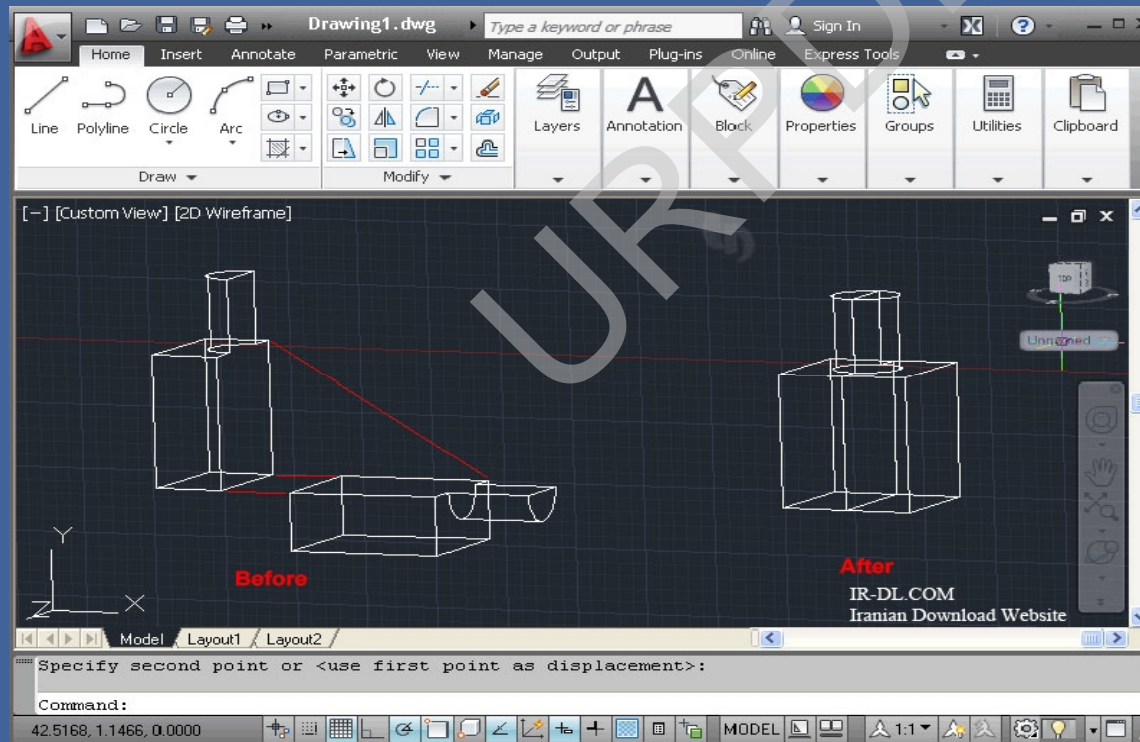 Drawing1.dwg Type a keyword or phrase Sign In
Home Insert Annotate Parametric View Manage Output Plug-ins Online Express Tools
Line Polyline Circle Arc Layers Annotation Block Properties Groups Utilities Clipboard
Draw Modify
[−] [Custom View] [2D Wireframe]
TOP
Unnamed
Before
After
IR-DL.COM
Iranian Download Website
Y
X
Z
Model Layout1 Layout2
Specify second point or <use first point as displacement>:
Command:
42.5168, 1.1466, 0.0000 MODEL 1:1
URPD